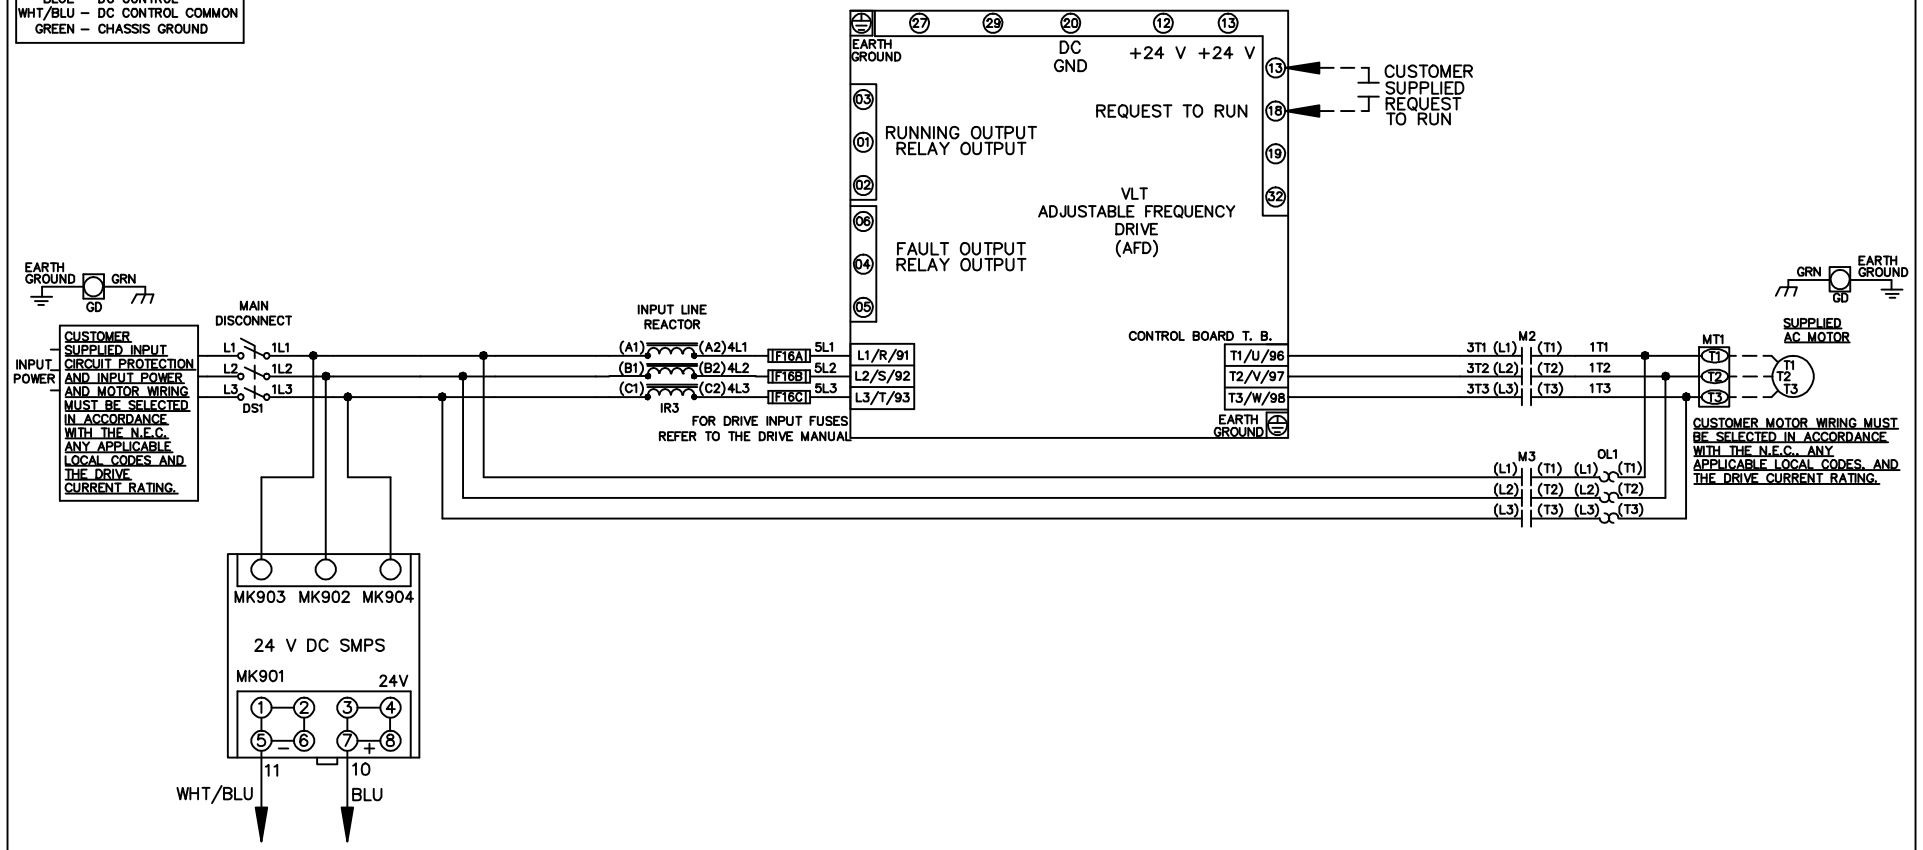 WHT/BLU – DC CONTROL COMMON
GREEN – CHASSIS GROUND
27
29
20
12
13
EARTH
GROUND
DC
GND
+24 V
+24 V
13
18
19
32
REQUEST TO RUN
CUSTOMER
SUPPLIED
REQUEST
TO RUN
03
01
02
RUNNING OUTPUT
RELAY OUTPUT
06
04
05
FAULT OUTPUT
RELAY OUTPUT
VLT
ADJUSTABLE FREQUENCY
DRIVE
(AFD)
EARTH
GROUND
GRN
GD
MAIN
DISCONNECT
INPUT
POWER
CUSTOMER
SUPPLIED INPUT
CIRCUIT PROTECTION
AND INPUT POWER
AND MOTOR WIRING
MUST BE SELECTED
IN ACCORDANCE
WITH THE N.E.C.
ANY APPLICABLE
LOCAL CODES AND
THE DRIVE
CURRENT RATING.
L1 1L1
L2 1L2
L3 1L3
DS1
INPUT LINE
REACTOR
(A1) (A2) 4L1 F16A 5L1 L1/R/91
(B1) (B2) 4L2 F16B 5L2 L2/S/92
(C1) (C2) 4L3 F16C 5L3 L3/T/93
IR3
FOR DRIVE INPUT FUSES
REFER TO THE DRIVE MANUAL
CONTROL BOARD T. B.
T1/U/96
T2/V/97
T3/W/98
EARTH
GROUND
M2
3T1 (L1) (T1) 1T1
3T2 (L2) (T2) 1T2
3T3 (L3) (T3) 1T3
MT1
T1
T2
T3
GRN
EARTH
GROUND
GD
SUPPLIED
AC MOTOR
T1
T2
T3
CUSTOMER MOTOR WIRING MUST
BE SELECTED IN ACCORDANCE
WITH THE N.E.C., ANY
APPLICABLE LOCAL CODES, AND
THE DRIVE CURRENT RATING.
M3 OL1
(L1) (T1) (L1) (T1)
(L2) (T2) (L2) (T2)
(L3) (T3) (L3) (T3)
MK903 MK902 MK904
24 V DC SMPS
MK901
24V
1 2 3 4
5 – 6 7 + 8
11
10
WHT/BLU
BLU